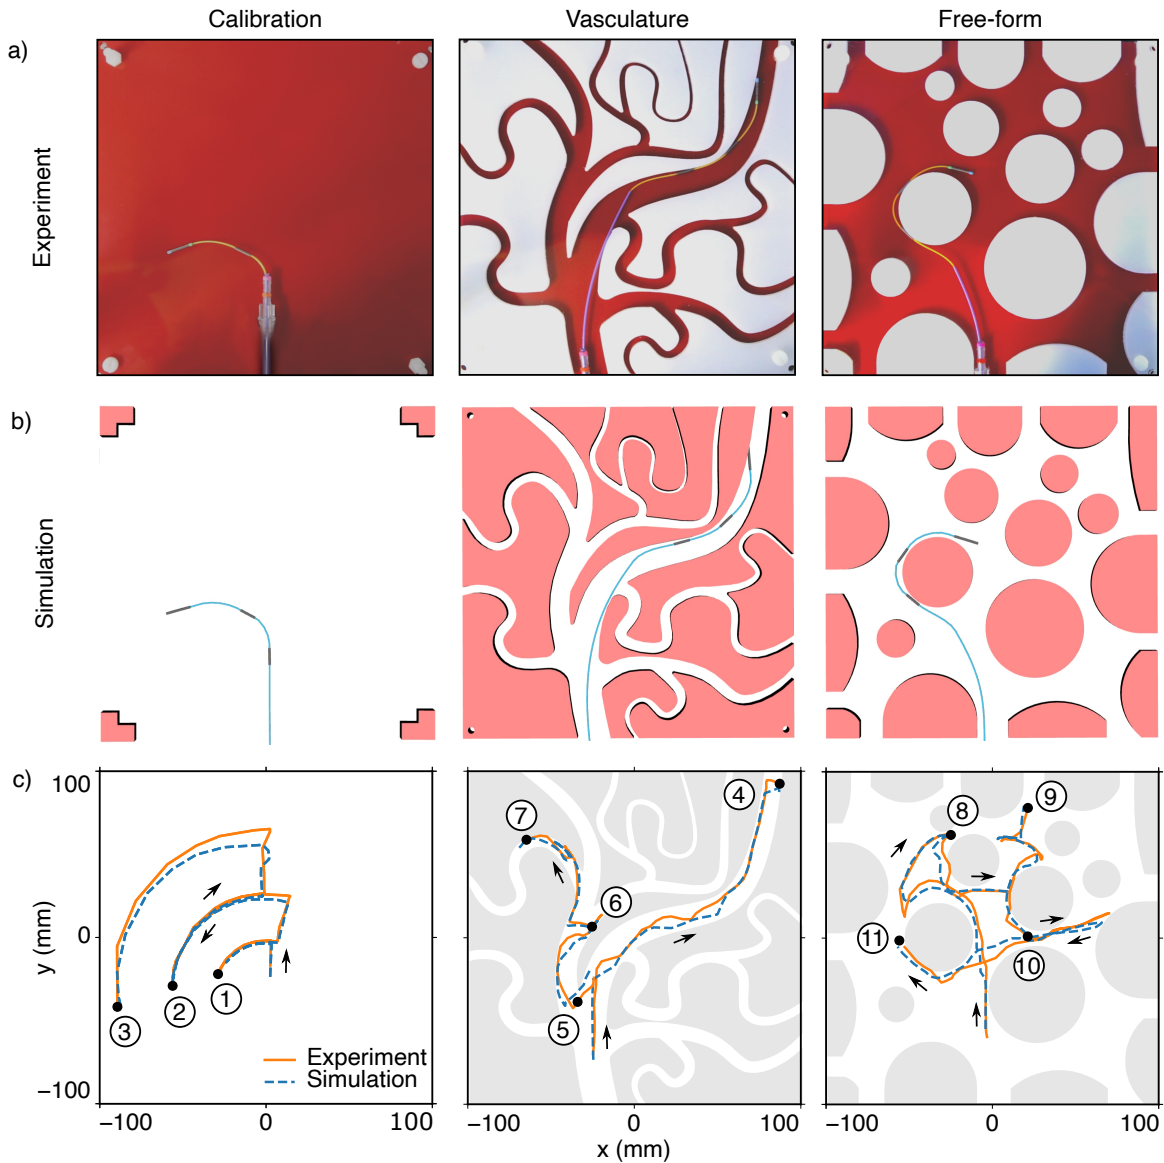 Calibration
Vasculature
Free-form
a)
Experiment
b)
Simulation
c)
100
0
−100
y (mm)
1
2
3
Experiment
Simulation
−100
0
100
4
5
6
7
−100
0
100
x (mm)
8
9
10
11
−100
0
100